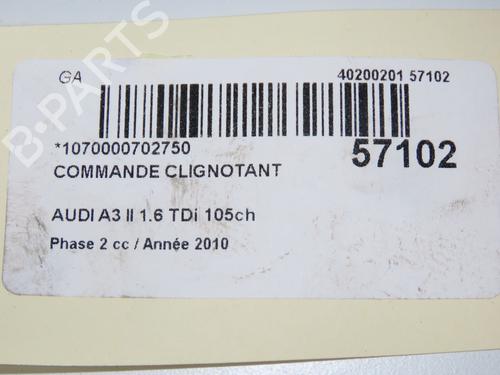 GA
40200201 57102
*1070000702750
57102
COMMANDE CLIGNOTANT
AUDI A3 II 1.6 TDi 105ch
Phase 2 cc / Année 2010
B-PARTS